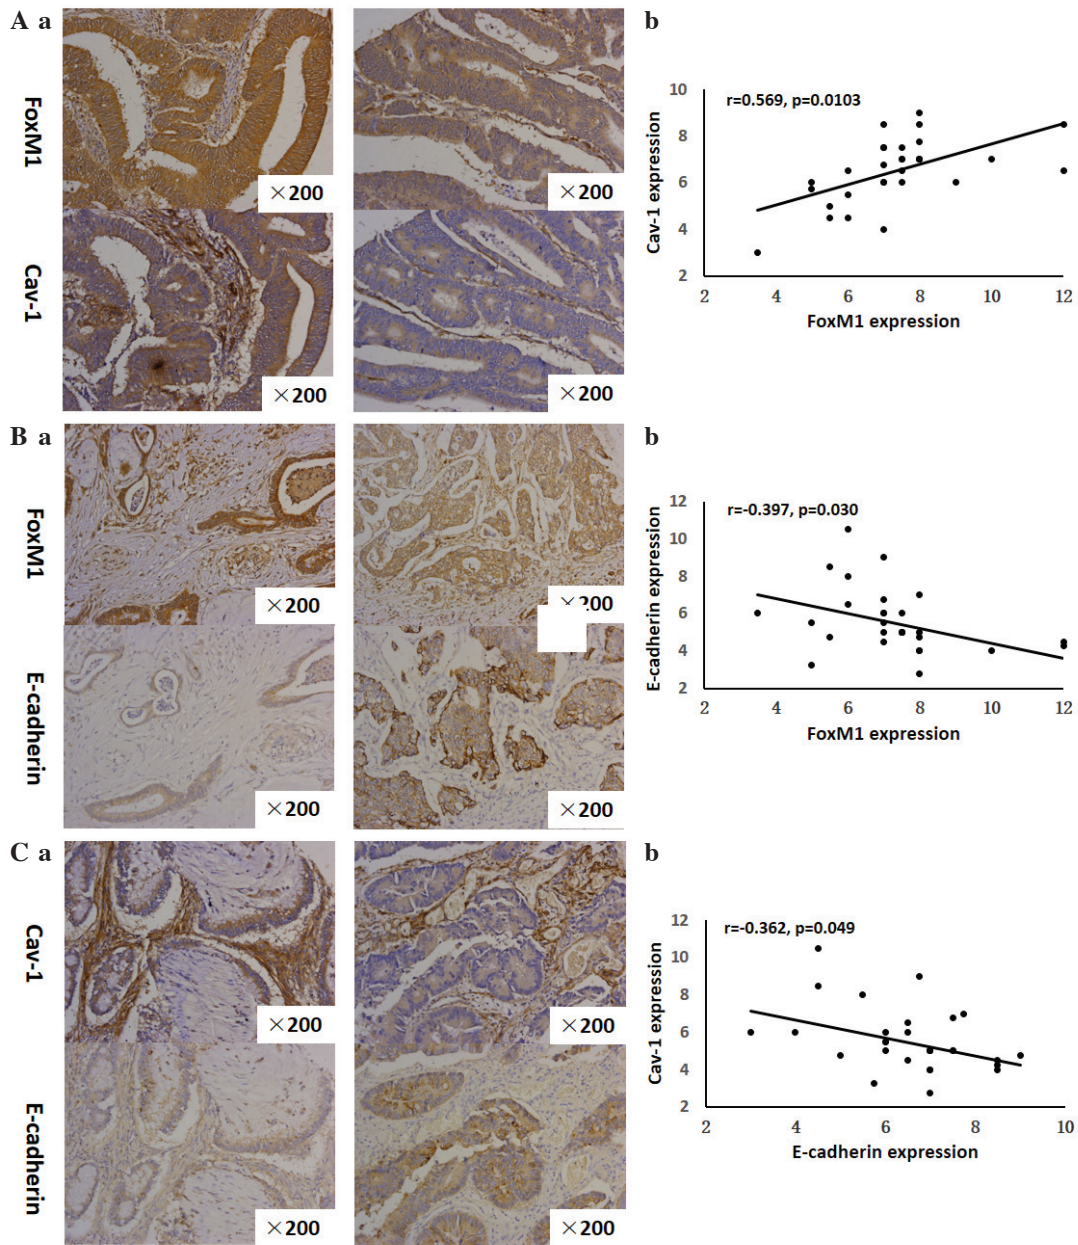 A a
FoxM1
×200
×200
Cav-1
×200
×200
b
r=0.569, p=0.0103
Cav-1 expression
10
8
6
4
2
2 4 6 8 10 12
FoxM1 expression
B a
FoxM1
×200
×200
E-cadherin
×200
×200
b
r=-0.397, p=0.030
E-cadherin expression
12
10
8
6
4
2
2 4 6 8 10 12
FoxM1 expression
C a
Cav-1
×200
×200
E-cadherin
×200
×200
b
r=-0.362, p=0.049
Cav-1 expression
12
10
8
6
4
2
2 4 6 8 10
E-cadherin expression